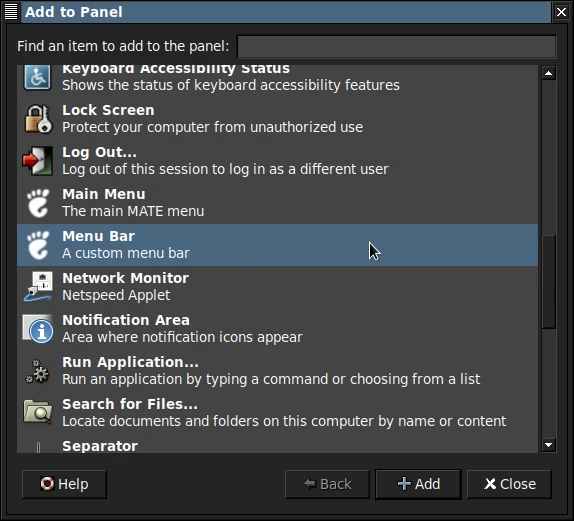 Add to Panel
Find an item to add to the panel:
Keyboard Accessibility Status
Shows the status of keyboard accessibility features
Lock Screen
Protect your computer from unauthorized use
Log Out...
Log out of this session to log in as a different user
Main Menu
The main MATE menu
Menu Bar
A custom menu bar
Network Monitor
Netspeed Applet
Notification Area
Area where notification icons appear
Run Application...
Run an application by typing a command or choosing from a list
Search for Files...
Locate documents and folders on this computer by name or content
Separator
Help
Back
Add
Close